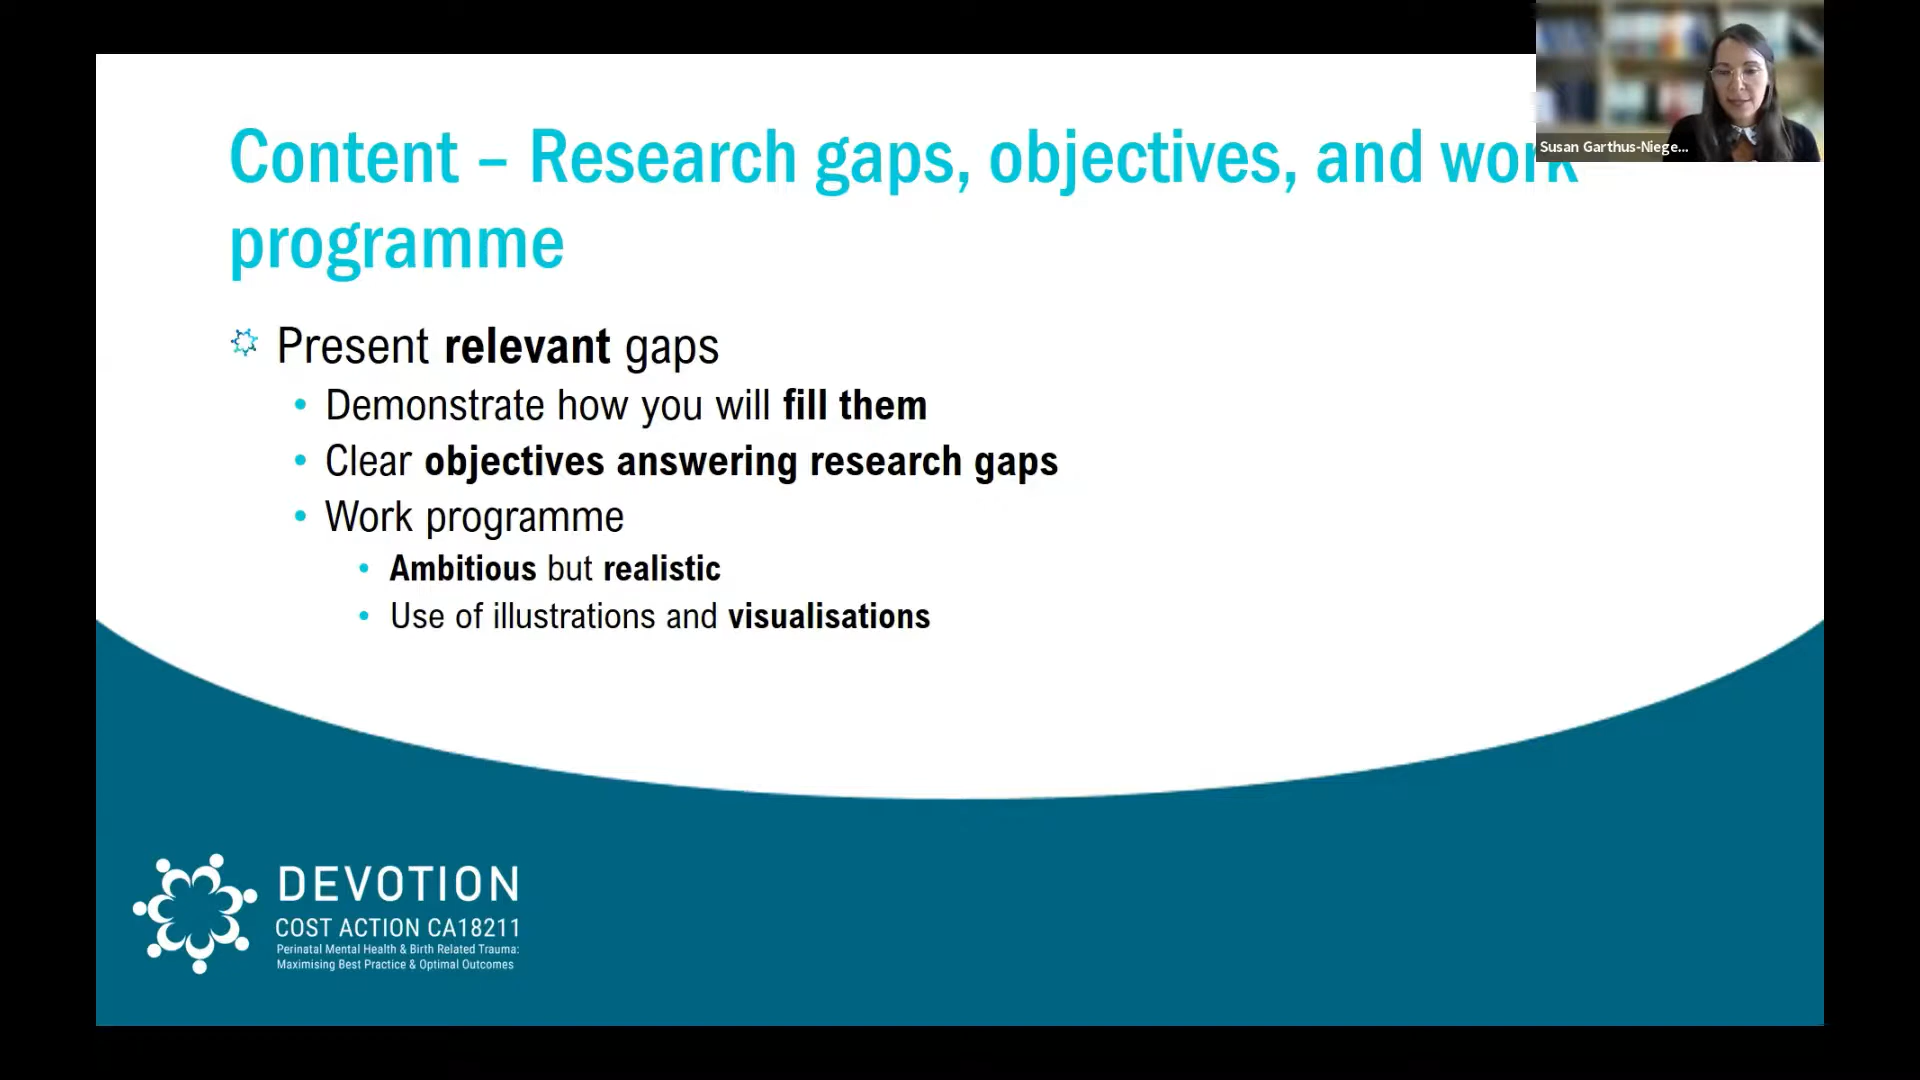 Content – Research gaps, objectives, and work
programme
Susan Garthus-Niege...
Present relevant gaps
• Demonstrate how you will fill them
• Clear objectives answering research gaps
• Work programme
• Ambitious but realistic
• Use of illustrations and visualisations
DEVOTION
COST ACTION CA18211
Perinatal Mental Health & Birth Related Trauma:
Maximising Best Practice & Optimal Outcomes